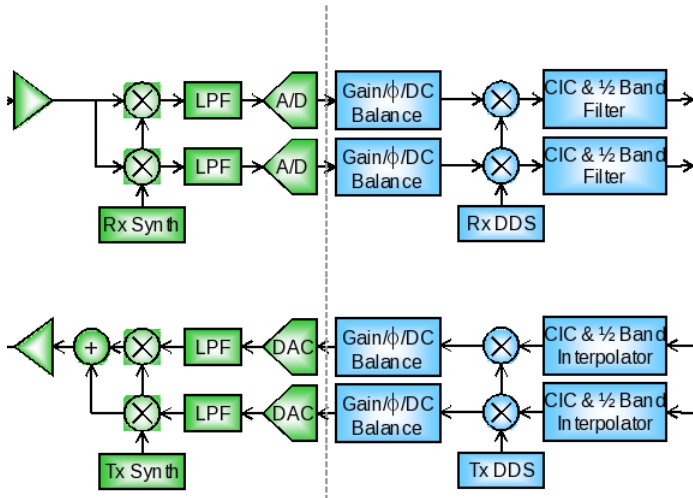 LPF
A/D
Gain/ϕ/DC
Balance
CIC & ½ Band
Filter
LPF
A/D
Gain/ϕ/DC
Balance
CIC & ½ Band
Filter
Rx Synth
Rx DDS
+
LPF
DAC
Gain/ϕ/DC
Balance
CIC & ½ Band
Interpolator
LPF
DAC
Gain/ϕ/DC
Balance
CIC & ½ Band
Interpolator
Tx Synth
Tx DDS